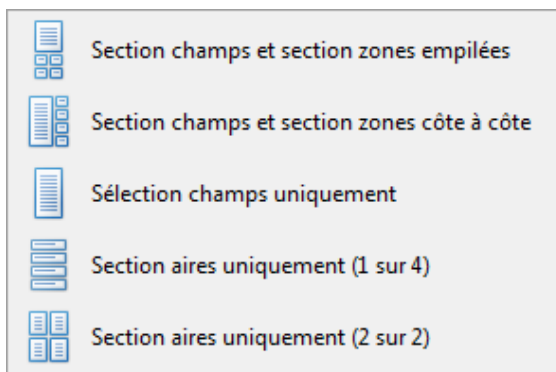 Section champs et section zones empilées
Section champs et section zones côte à côte
Sélection champs uniquement
Section aires uniquement (1 sur 4)
Section aires uniquement (2 sur 2)